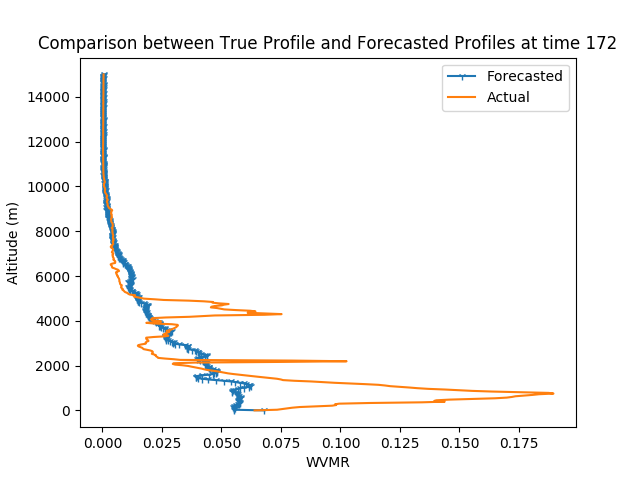 Comparison between True Profile and Forecasted Profiles at time 172
Forecasted
Actual
14000
12000
10000
8000
6000
4000
2000
0
Altitude (m)
0.000 0.025 0.050 0.075 0.100 0.125 0.150 0.175
WVMR